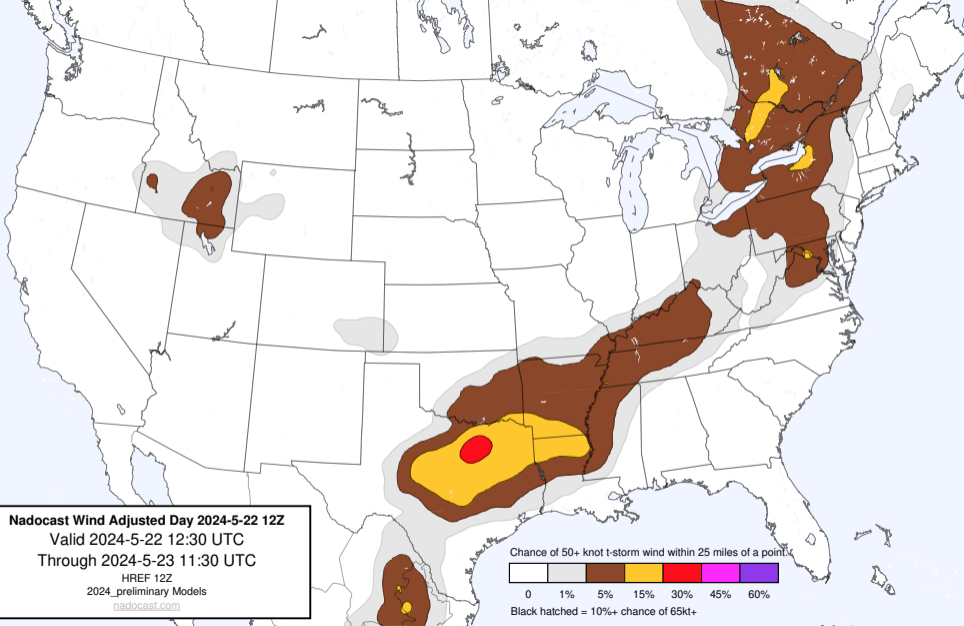 Nadocast Wind Adjusted Day 2024-5-22 12Z
Valid 2024-5-22 12:30 UTC
Through 2024-5-23 11:30 UTC
HREF 12Z
2024_preliminary Models
nadocast.com
Chance of 50+ knot t-storm wind within 25 miles of a point.
0 1% 5% 15% 30% 45% 60%
Black hatched = 10%+ chance of 65kt+